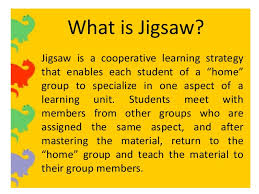 What is Jigsaw?
Jigsaw is a cooperative learning strategy
that enables each student of a “home”
group to specialize in one aspect of a
learning unit. Students meet with
members from other groups who are
assigned the same aspect, and after
mastering the material, return to the
“home” group and teach the material to
their group members.